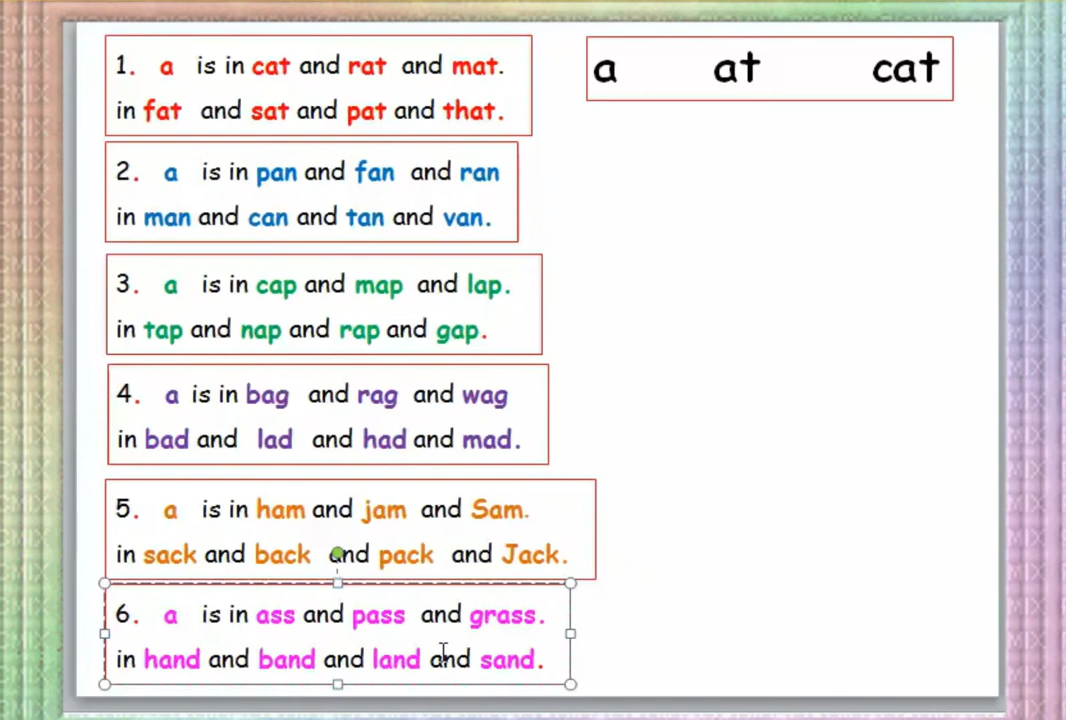 1. a is in cat and rat and mat.
in fat and sat and pat and that.
a at cat
2. a is in pan and fan and ran
in man and can and tan and van.
3. a is in cap and map and lap.
in tap and nap and rap and gap.
4. a is in bag and rag and wag
in bad and lad and had and mad.
5. a is in ham and jam and Sam.
in sack and back and pack and Jack.
6. a is in ass and pass and grass.
in hand and band and land and sand.